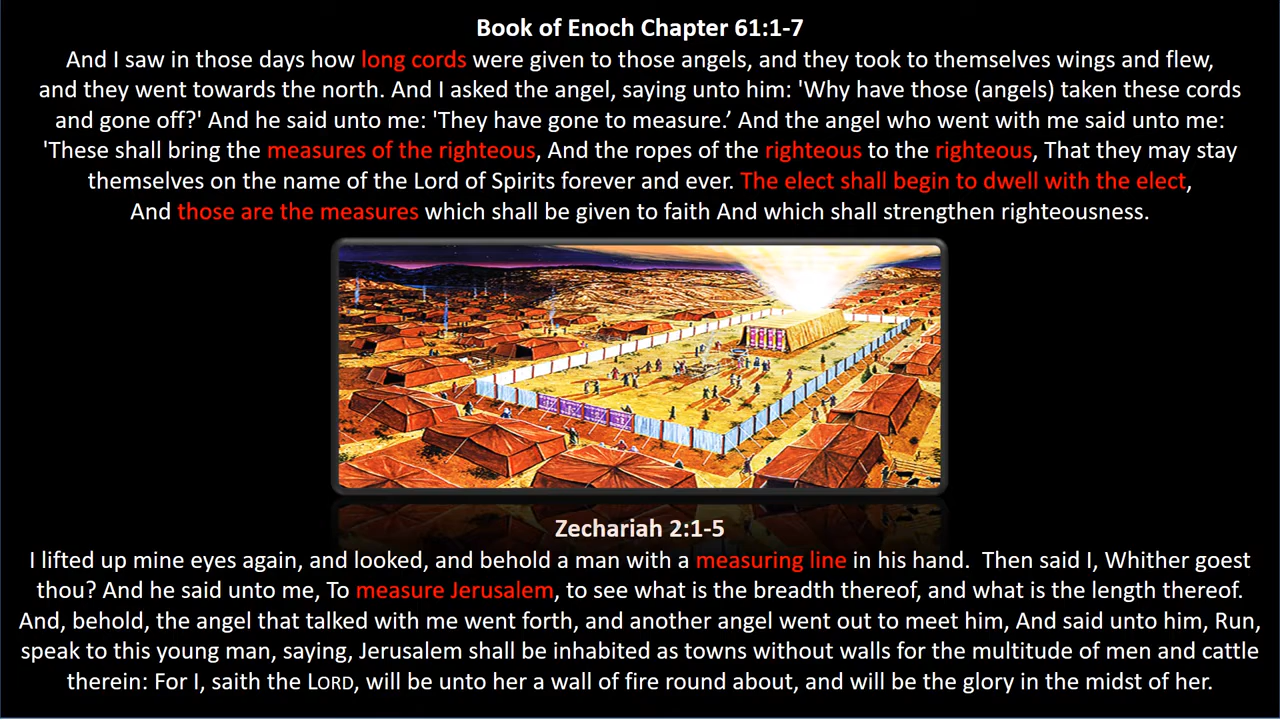 Book of Enoch Chapter 61:1-7
And I saw in those days how long cords were given to those angels, and they took to themselves wings and flew,
and they went towards the north. And I asked the angel, saying unto him: 'Why have those (angels) taken these cords
and gone off?' And he said unto me: 'They have gone to measure.’ And the angel who went with me said unto me:
'These shall bring the measures of the righteous, And the ropes of the righteous to the righteous, That they may stay
themselves on the name of the Lord of Spirits forever and ever. The elect shall begin to dwell with the elect,
And those are the measures which shall be given to faith And which shall strengthen righteousness.
Zechariah 2:1-5
I lifted up mine eyes again, and looked, and behold a man with a measuring line in his hand.  Then said I, Whither goest
thou? And he said unto me, To measure Jerusalem, to see what is the breadth thereof, and what is the length thereof.
And, behold, the angel that talked with me went forth, and another angel went out to meet him, And said unto him, Run,
speak to this young man, saying, Jerusalem shall be inhabited as towns without walls for the multitude of men and cattle
therein: For I, saith the LORD, will be unto her a wall of fire round about, and will be the glory in the midst of her.